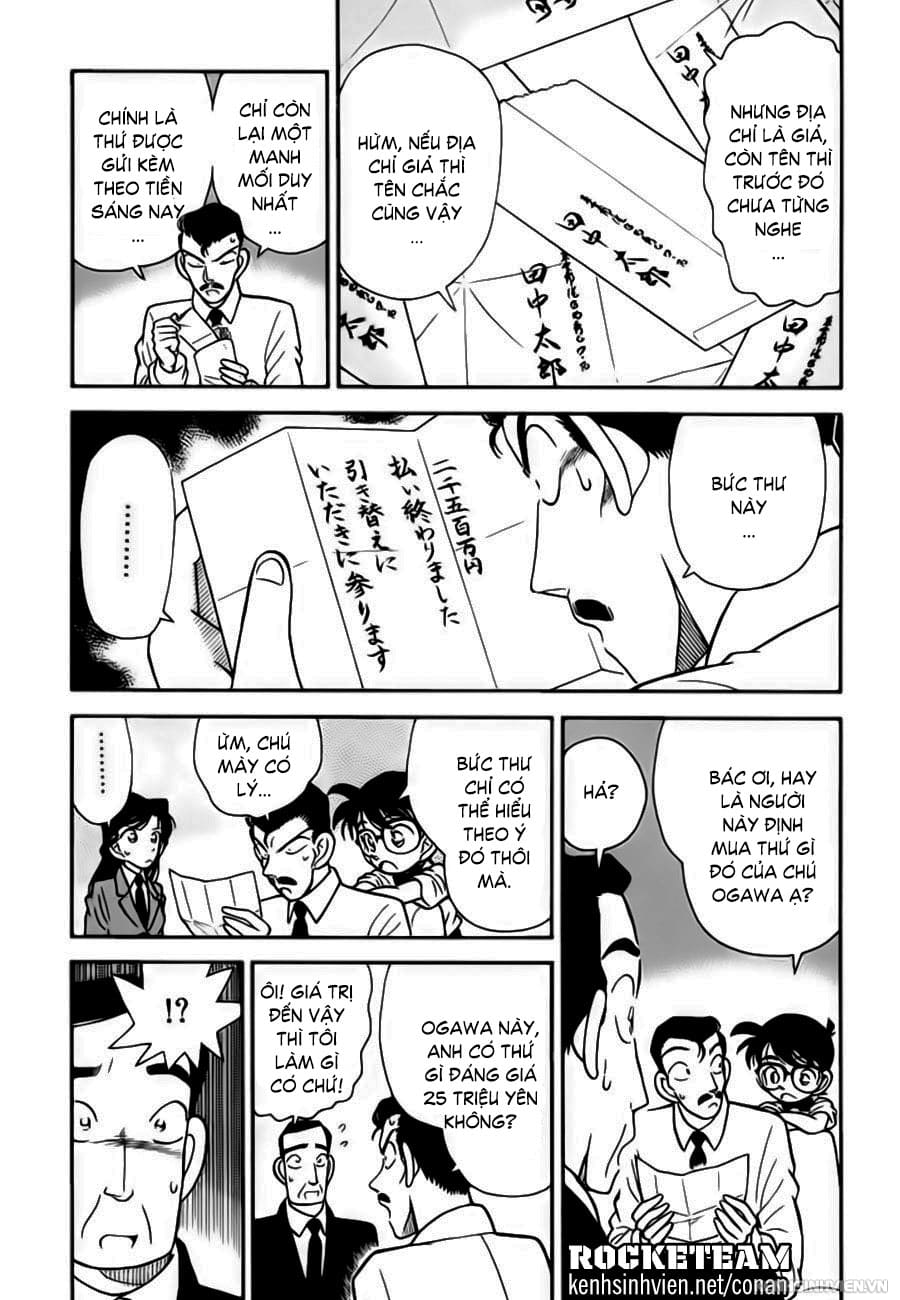 NHƯNG ĐỊA
CHỈ LÀ GIẢ,
CÒN TÊN THÌ
TRƯỚC ĐÓ
CHƯA TỪNG
NGHE
...
HỪM, NẾU ĐỊA
CHỈ GIẢ THÌ
TÊN CHẮC
CŨNG VẬY
...
田中太郎
田中太郎
田中太
田中太
CHỈ CÒN
LẠI MỘT
MANH
MỐI DUY
NHẤT
...
CHÍNH LÀ
THỨ ĐƯỢC
GỬI KÈM
THEO TIỀN
SÁNG NAY
...
BỨC THƯ
NÀY
...
二千五百万円
払い終わりました
引き替えに
いただきに参ります
.........
BÁC ƠI, HAY
LÀ NGƯỜI
NÀY ĐỊNH
MUA THỨ GÌ
ĐÓ CỦA CHÚ
OGAWA Ạ?
HẢ?
BỨC THƯ
CHỈ CÓ
THỂ HIỂU
THEO Ý
ĐÓ THÔI
MÀ.
ỪM, CHÚ
MÀY CÓ
LÝ...
.........
OGAWA NÀY,
ANH CÓ THỨ
GÌ ĐÁNG GIÁ
25 TRIỆU YÊN
KHÔNG?
ÔI! GIÁ TRỊ
ĐẾN VẬY
THÌ TÔI
LÀM GÌ
CÓ CHỨ!
!?
ROCKETEAM
kenhsinhvien.net/conan